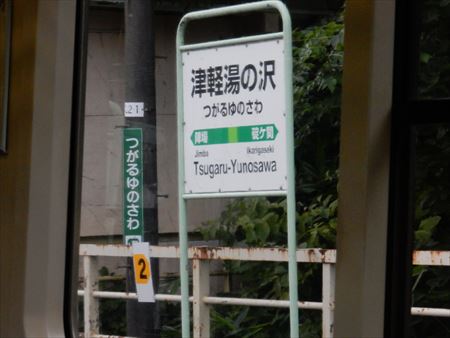 津軽湯の沢
つがるゆのさわ
陣場 碇ケ関
Jimba Ikarigaseki
Tsugaru-Yunosawa
つがるゆのさわ
2